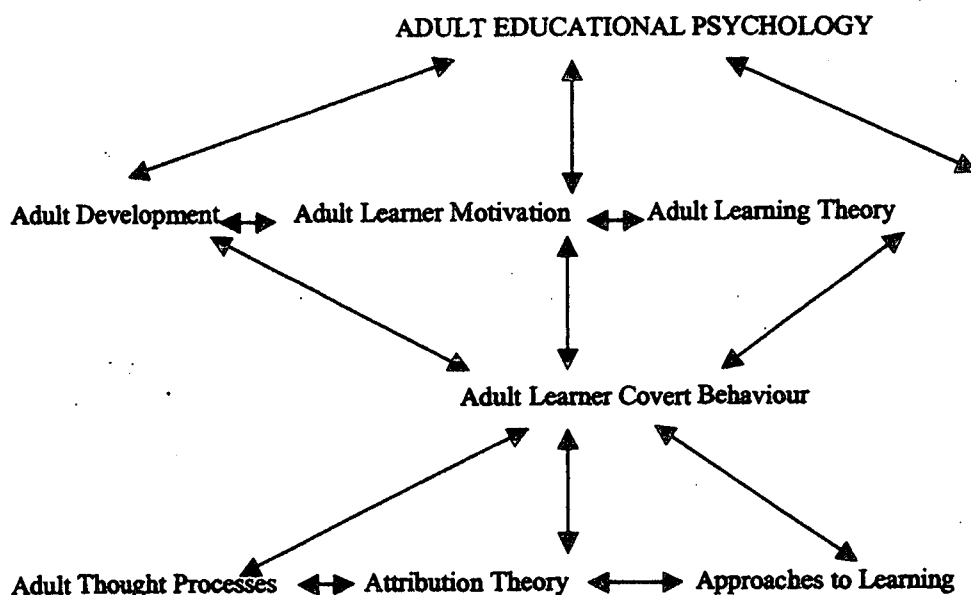 ADULT EDUCATIONAL PSYCHOLOGY
Adult Development Adult Learner Motivation Adult Learning Theory
Adult Learner Covert Behaviour
Adult Thought Processes Attribution Theory Approaches to Learning